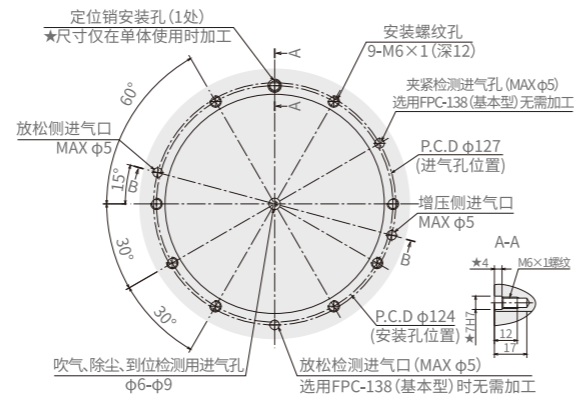 定位销安装孔(1处)
★尺寸仅在单体使用时加工
安装螺纹孔
9-M6×1(深12)
夹紧检测进气孔(MAX φ5)
选用FPC-138(基本型)无需加工
A
A
60°
放松侧进气口
MAX φ5
P.C.D φ127
(进气孔位置)
15°
B
增压侧进气口
MAX φ5
B
30°
30°
A-A
★4
M6×1螺纹
★7H7
12
17
P.C.D φ124
(安装孔位置)
吹气、除尘、到位检测用进气孔
φ6-φ9
放松检测进气口(MAX φ5)
选用FPC-138(基本型)时无需加工